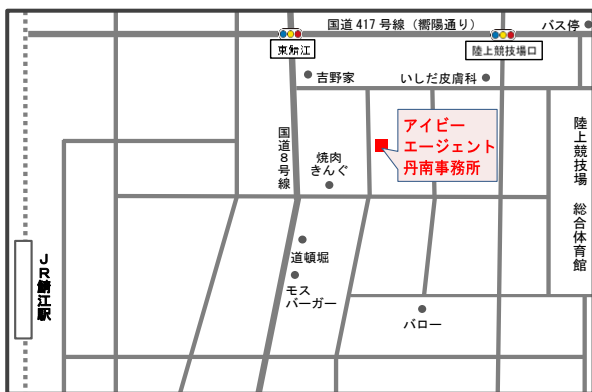 国道417号線（嚮陽通り）
バス停
東鯖江
陸上競技場口
吉野家
いしだ皮膚科
アイビー
エージェント
丹南事務所
国道8号線
焼肉
きんぐ
陸上競技場　総合体育館
道頓堀
モス
バーガー
バロー
JR鯖江駅